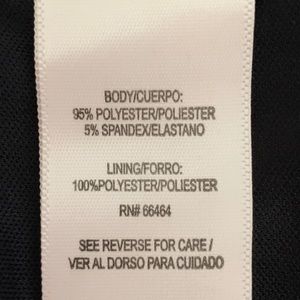 BODY/CUERPO:
95% POLYESTER/POLIESTER
5% SPANDEX/ELASTANO
LINING/FORRO:
100%POLYESTER/POLIESTER
RN# 66464
SEE REVERSE FOR CARE /
VER AL DORSO PARA CUIDADO